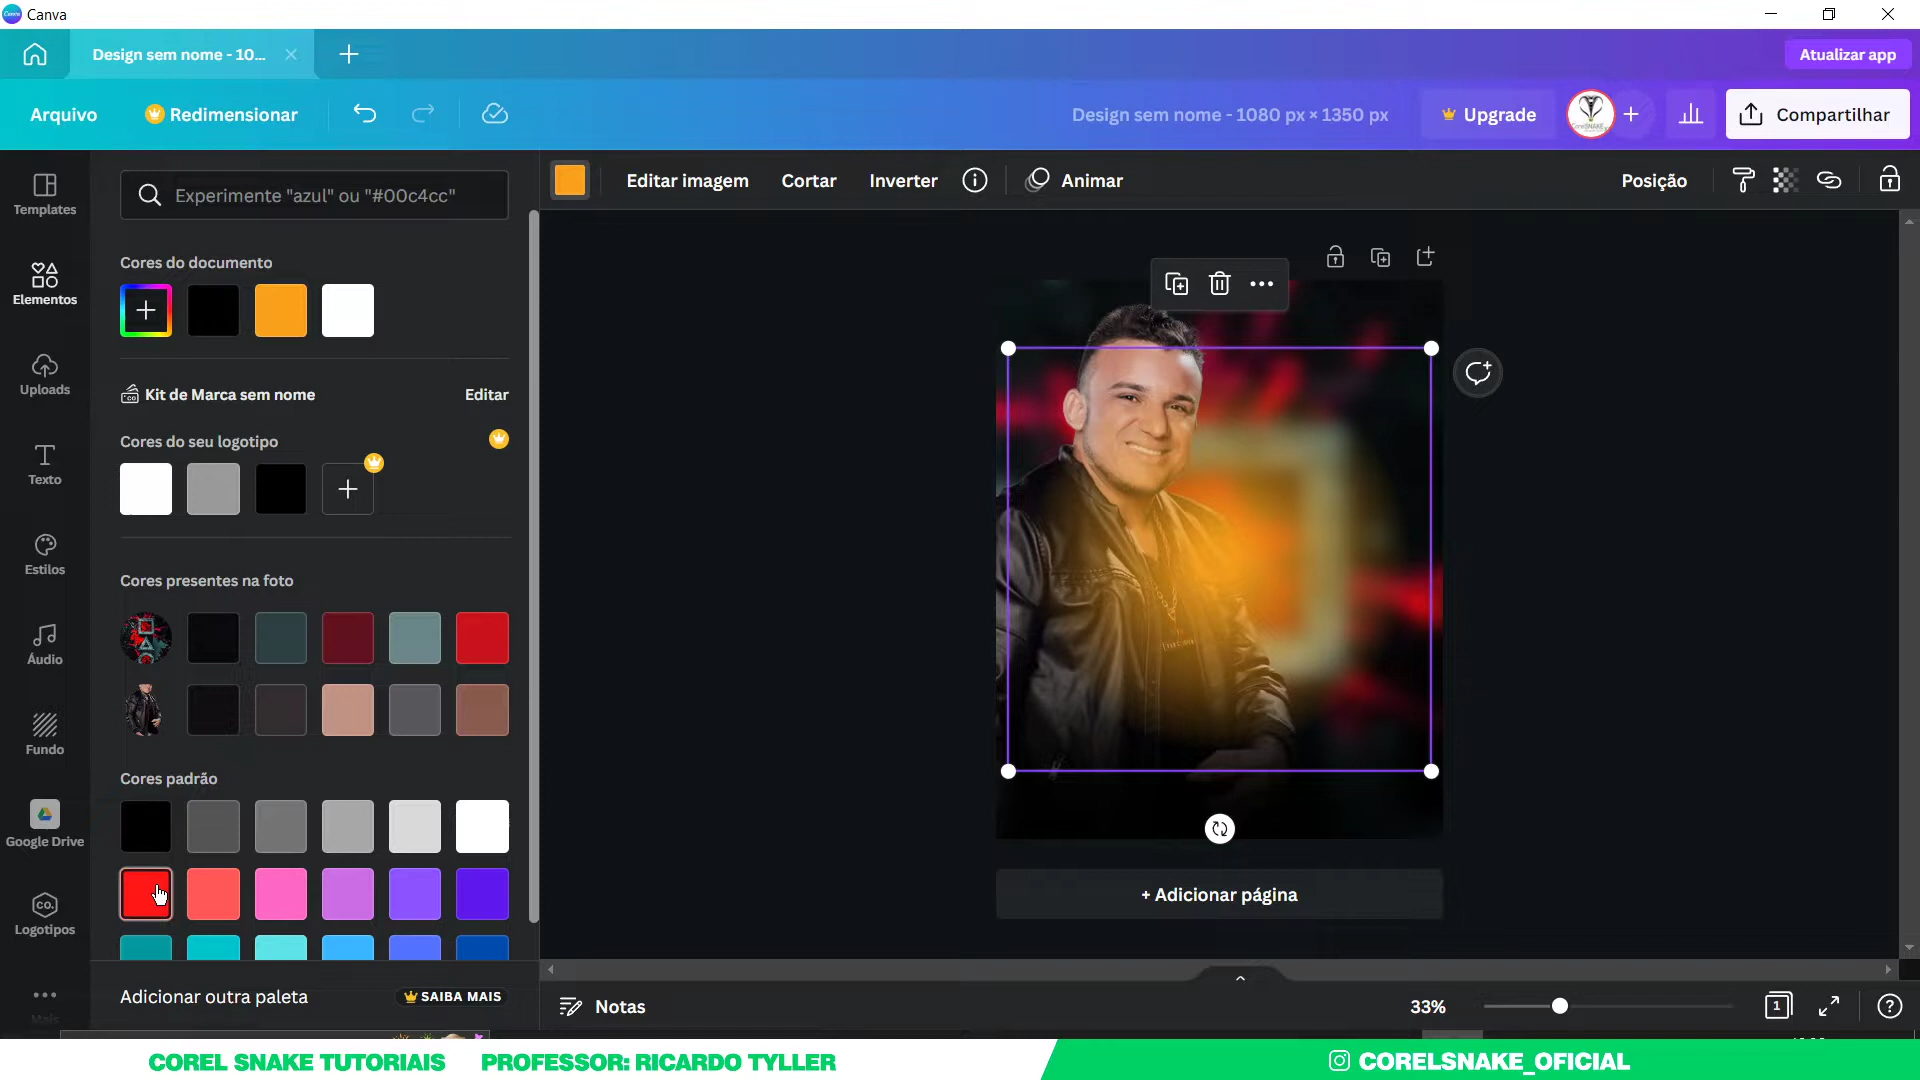 Canva
Design sem nome - 10...
Atualizar app
Arquivo
Redimensionar
Design sem nome - 1080 px × 1350 px
Upgrade
Compartilhar
Templates
Elementos
Uploads
Texto
Estilos
Áudio
Fundo
Google Drive
CO.
Logotipos
Mais
Experimente "azul" ou "#00c4cc"
Cores do documento
Kit de Marca sem nome
Editar
Cores do seu logotipo
Cores presentes na foto
Cores padrão
Adicionar outra paleta
SAIBA MAIS
Editar imagem
Cortar
Inverter
Animar
Posição
+ Adicionar página
Notas
33%
1
COREL SNAKE TUTORIAIS
PROFESSOR: RICARDO TYLLER
CORELSNAKE_OFICIAL